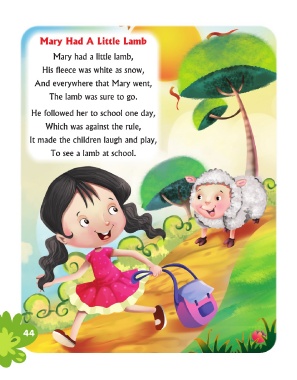 Mary Had A Little Lamb
Mary had a little lamb,
His fleece was white as snow,
And everywhere that Mary went,
The lamb was sure to go.
He followed her to school one day,
Which was against the rule,
It made the children laugh and play,
To see a lamb at school.
44